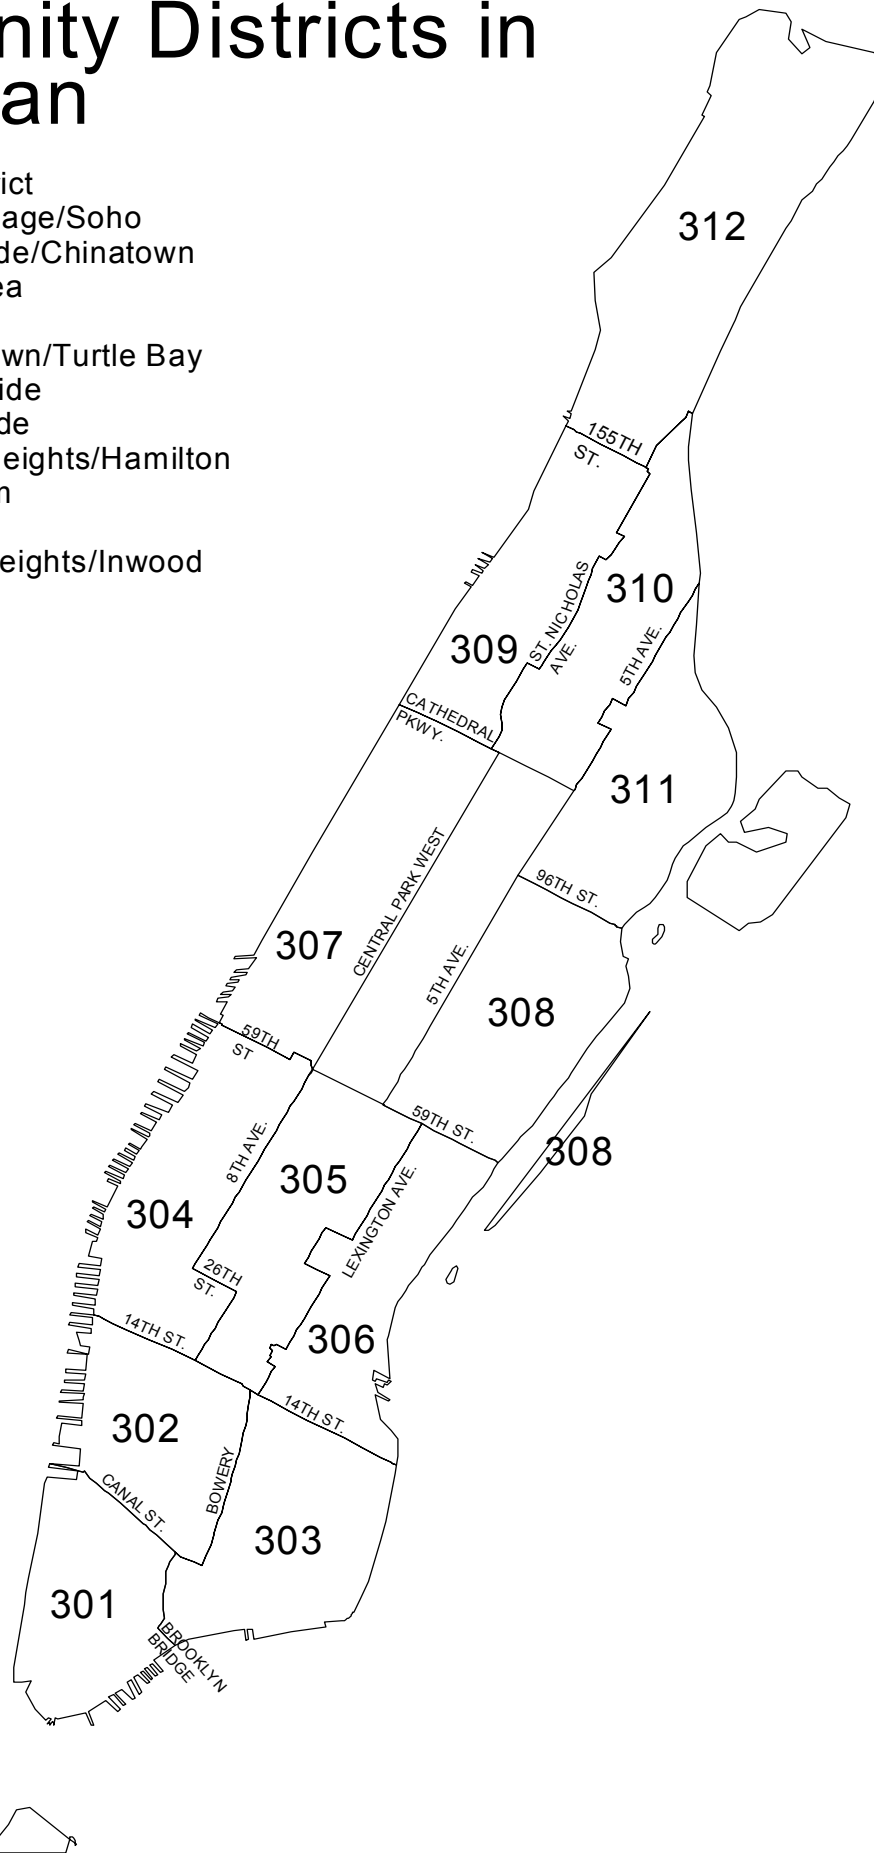 nity Districts in
an
ict
age/Soho
de/Chinatown
ea
wn/Turtle Bay
ide
de
eights/Hamilton
m
eights/Inwood
312
155TH
ST.
310
ST. NICHOLAS
AVE.
309
5TH AVE.
CATHEDRAL
PKWY.
311
96TH ST.
CENTRAL PARK WEST
307
5TH AVE.
308
59TH
ST
59TH ST.
308
8TH AVE.
305
LEXINGTON AVE.
304
26TH
ST.
14TH ST.
306
14TH ST.
302
BOWERY
CANAL ST.
303
301
BROOKLYN
BRIDGE